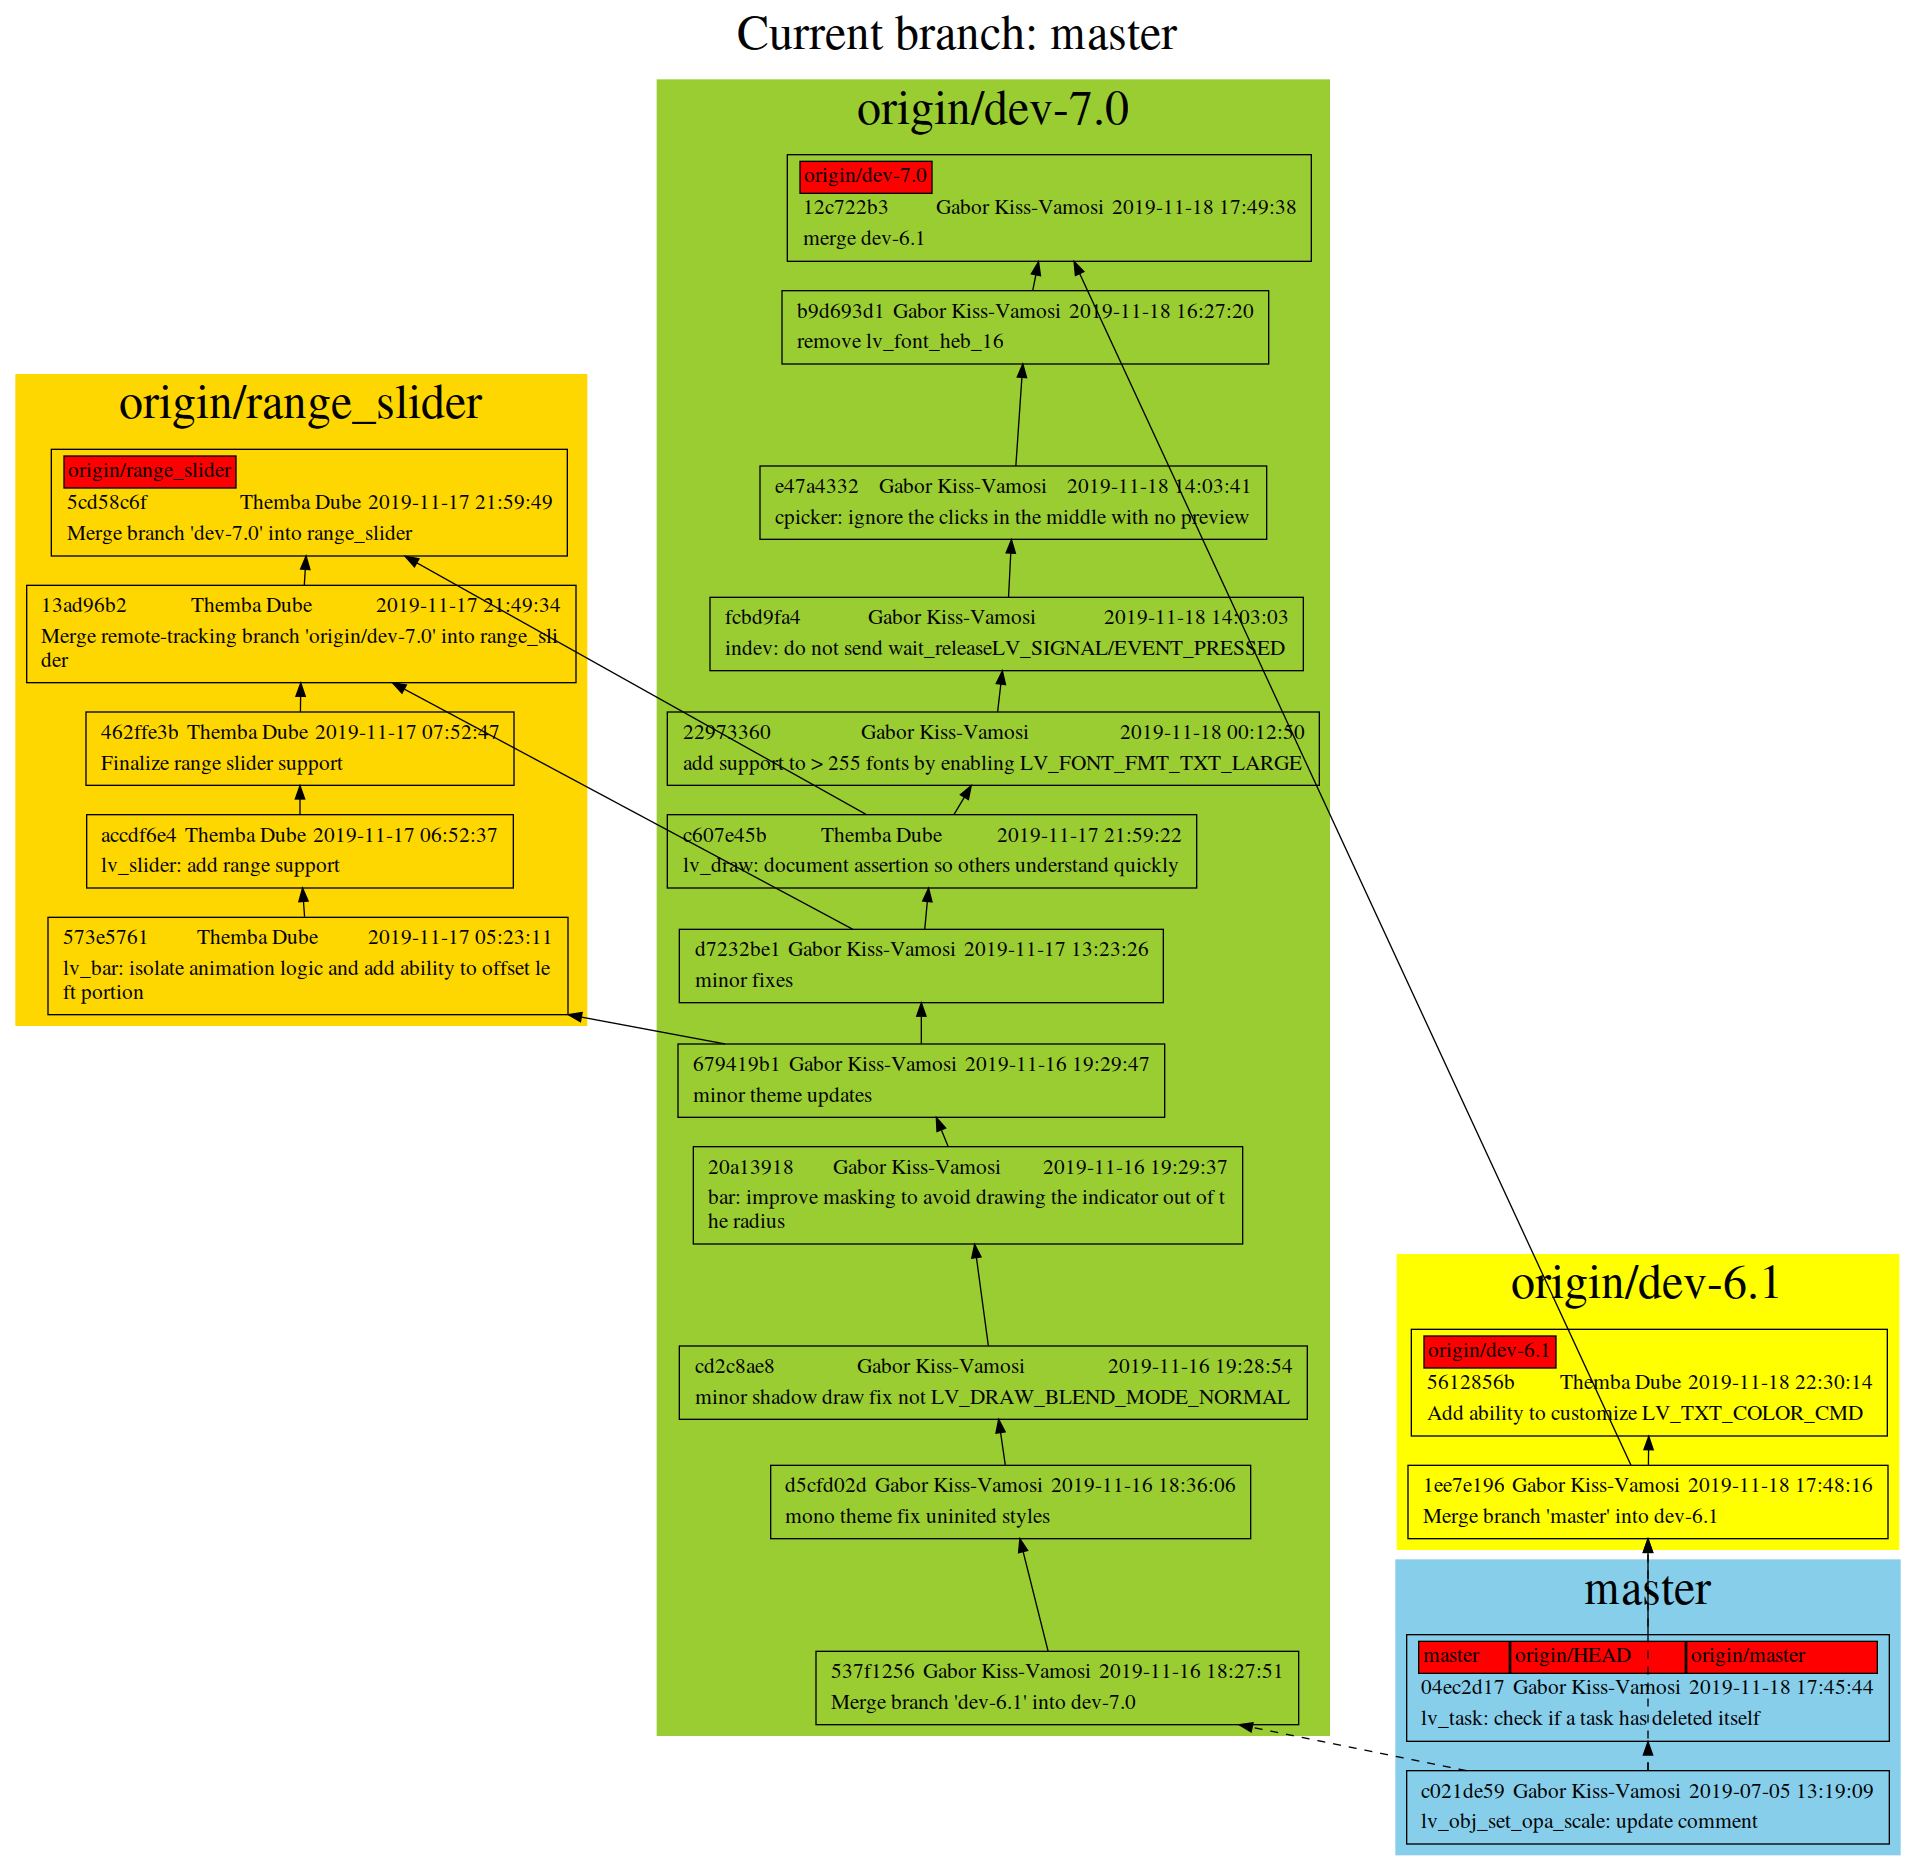 Current branch: master
origin/dev-7.0
origin/dev-7.0
12c722b3 Gabor Kiss-Vamosi 2019-11-18 17:49:38
merge dev-6.1
b9d693d1 Gabor Kiss-Vamosi 2019-11-18 16:27:20
remove lv_font_heb_16
e47a4332 Gabor Kiss-Vamosi 2019-11-18 14:03:41
cpicker: ignore the clicks in the middle with no preview
fcbd9fa4 Gabor Kiss-Vamosi 2019-11-18 14:03:03
indev: do not send wait_releaseLV_SIGNAL/EVENT_PRESSED
22973360 Gabor Kiss-Vamosi 2019-11-18 00:12:50
add support to > 255 fonts by enabling LV_FONT_FMT_TXT_LARGE
c607e45b Themba Dube 2019-11-17 21:59:22
lv_draw: document assertion so others understand quickly
d7232be1 Gabor Kiss-Vamosi 2019-11-17 13:23:26
minor fixes
679419b1 Gabor Kiss-Vamosi 2019-11-16 19:29:47
minor theme updates
20a13918 Gabor Kiss-Vamosi 2019-11-16 19:29:37
bar: improve masking to avoid drawing the indicator out of t
he radius
cd2c8ae8 Gabor Kiss-Vamosi 2019-11-16 19:28:54
minor shadow draw fix not LV_DRAW_BLEND_MODE_NORMAL
d5cfd02d Gabor Kiss-Vamosi 2019-11-16 18:36:06
mono theme fix uninited styles
537f1256 Gabor Kiss-Vamosi 2019-11-16 18:27:51
Merge branch 'dev-6.1' into dev-7.0
origin/range_slider
origin/range_slider
5cd58c6f Themba Dube 2019-11-17 21:59:49
Merge branch 'dev-7.0' into range_slider
13ad96b2 Themba Dube 2019-11-17 21:49:34
Merge remote-tracking branch 'origin/dev-7.0' into range_sli
der
462ffe3b Themba Dube 2019-11-17 07:52:47
Finalize range slider support
accdf6e4 Themba Dube 2019-11-17 06:52:37
lv_slider: add range support
573e5761 Themba Dube 2019-11-17 05:23:11
lv_bar: isolate animation logic and add ability to offset le
ft portion
origin/dev-6.1
origin/dev-6.1
5612856b Themba Dube 2019-11-18 22:30:14
Add ability to customize LV_TXT_COLOR_CMD
1ee7e196 Gabor Kiss-Vamosi 2019-11-18 17:48:16
Merge branch 'master' into dev-6.1
master
master origin/HEAD origin/master
04ec2d17 Gabor Kiss-Vamosi 2019-11-18 17:45:44
lv_task: check if a task has deleted itself
c021de59 Gabor Kiss-Vamosi 2019-07-05 13:19:09
lv_obj_set_opa_scale: update comment